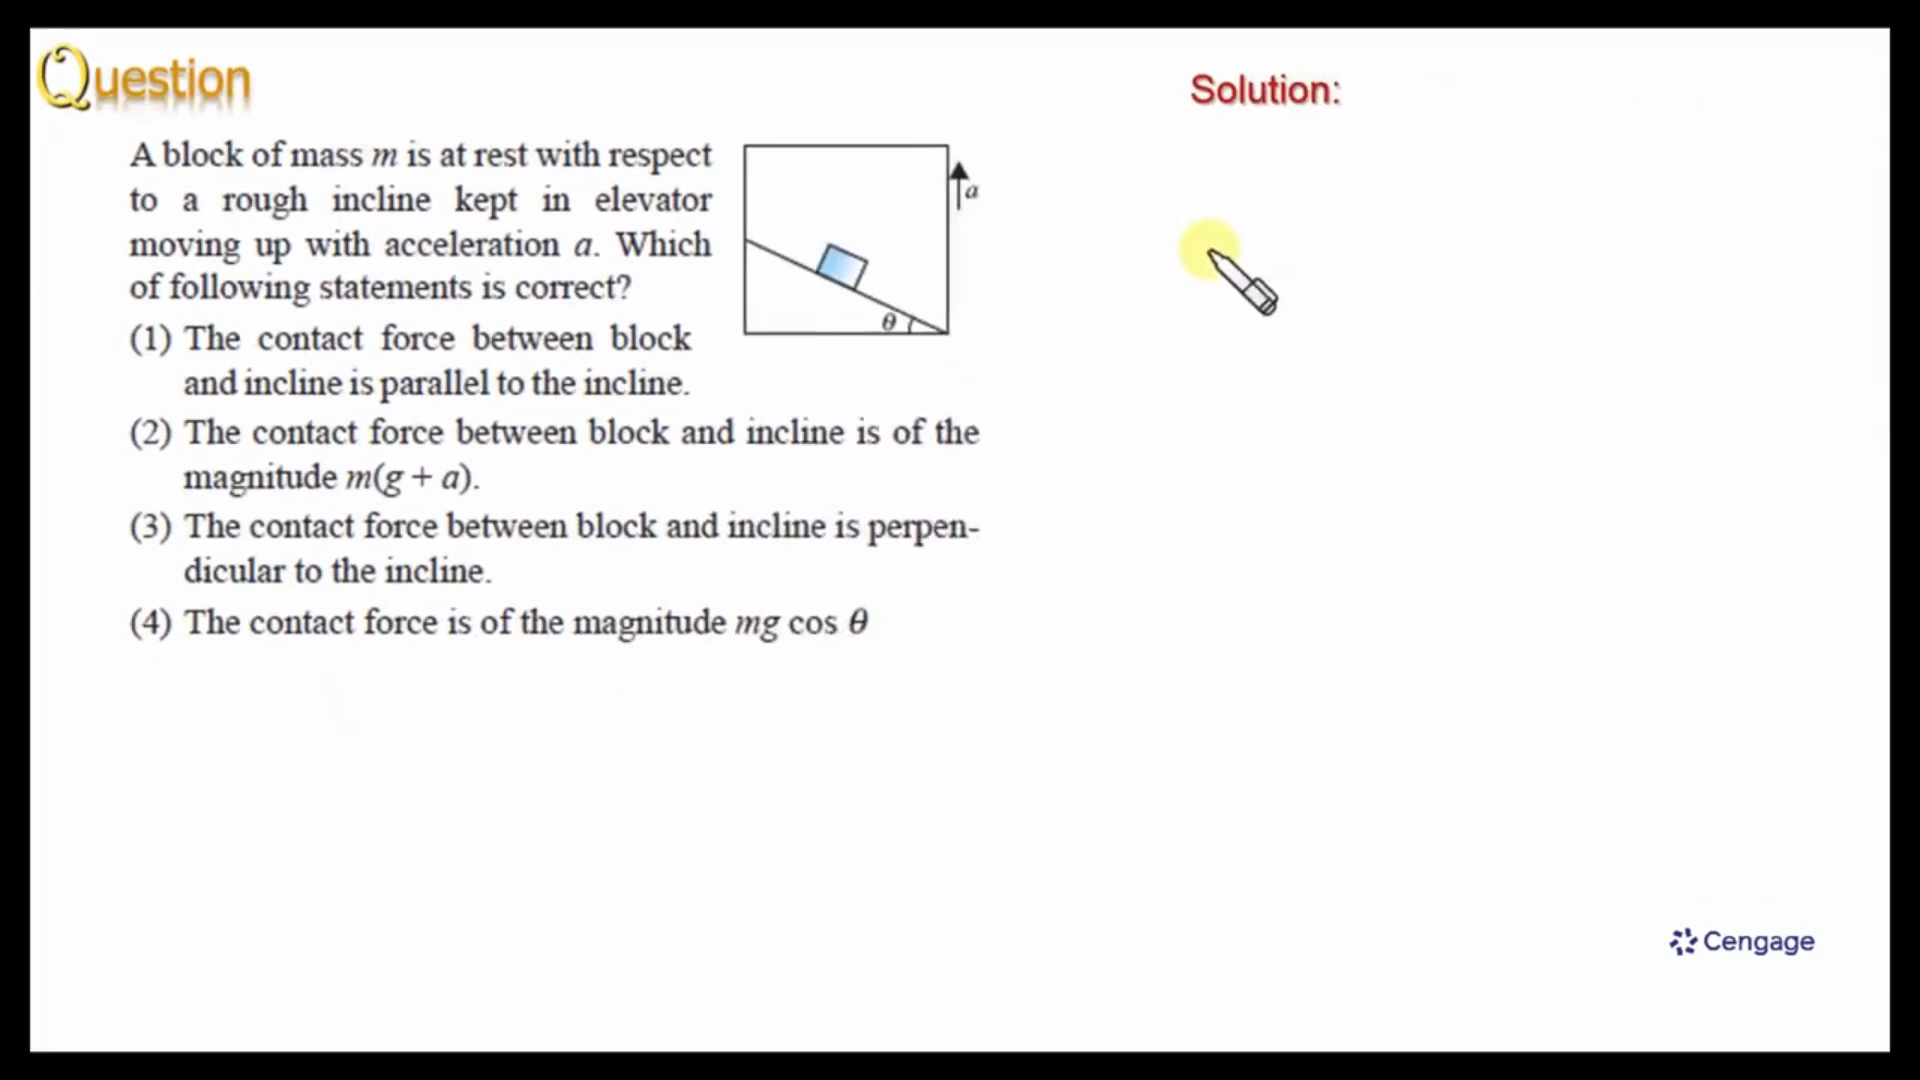 Question
Solution:
A block of mass m is at rest with respect
to a rough incline kept in elevator
moving up with acceleration a. Which
of following statements is correct?
a
θ
(1) The contact force between block
and incline is parallel to the incline.
(2) The contact force between block and incline is of the
magnitude m(g + a).
(3) The contact force between block and incline is perpen-
dicular to the incline.
(4) The contact force is of the magnitude mg cos θ
Cengage